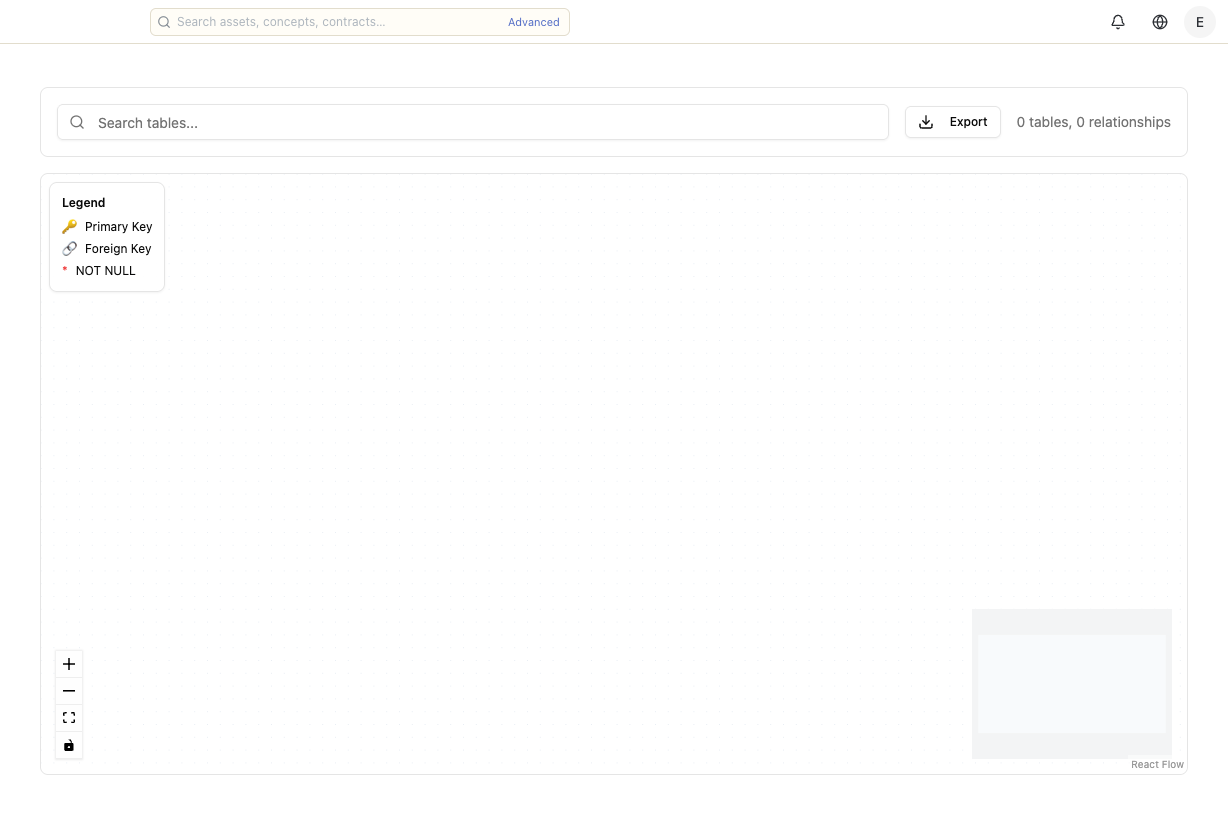 Search assets, concepts, contracts...
Advanced
E
Search tables...
Export
0 tables, 0 relationships
Legend
Primary Key
Foreign Key
* NOT NULL
React Flow